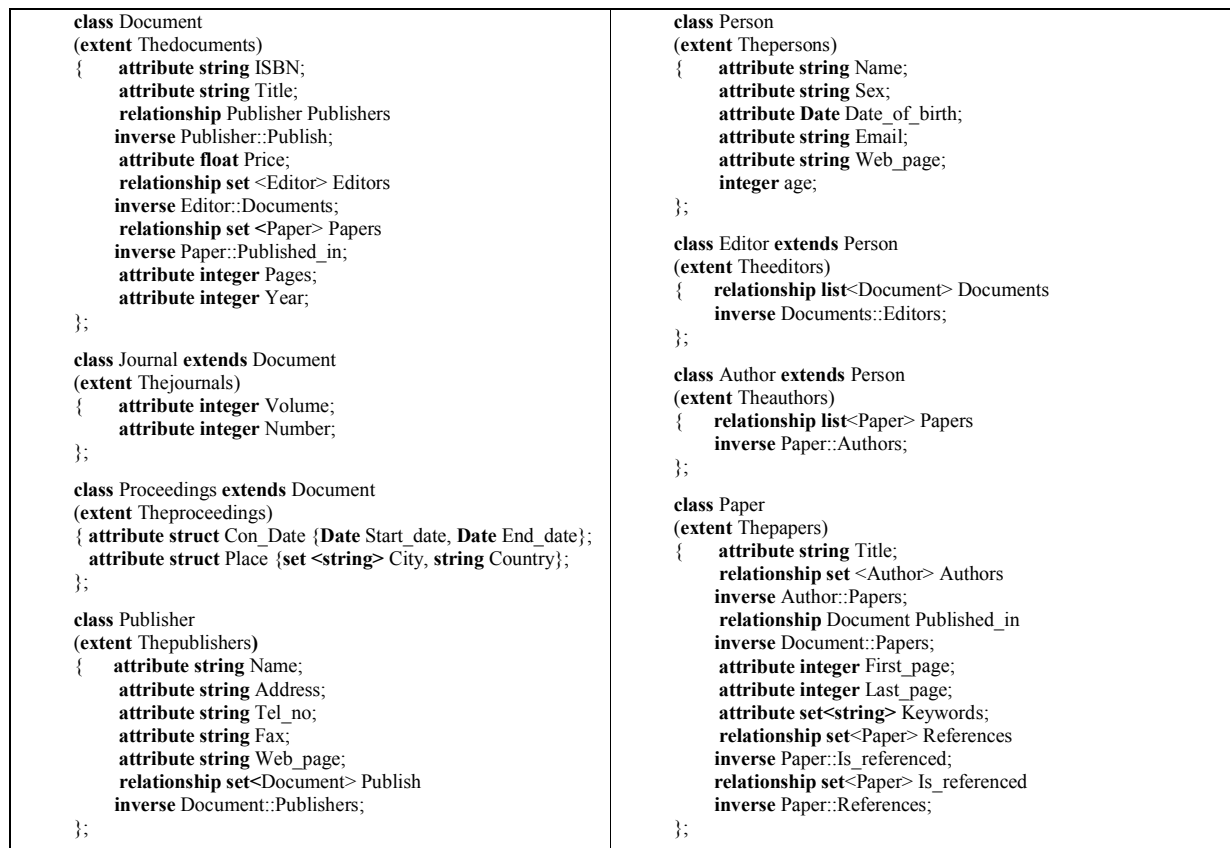 class Document
(extent Thedocuments)
{ attribute string ISBN;
attribute string Title;
relationship Publisher Publishers
inverse Publisher::Publish;
attribute float Price;
relationship set <Editor> Editors
inverse Editor::Documents;
relationship set <Paper> Papers
inverse Paper::Published_in;
attribute integer Pages;
attribute integer Year;
};
class Journal extends Document
(extent Thejournals)
{ attribute integer Volume;
attribute integer Number;
};
class Proceedings extends Document
(extent Theproceedings)
{ attribute struct Con_Date {Date Start_date, Date End_date};
attribute struct Place {set <string> City, string Country};
};
class Publisher
(extent Thepublishers)
{ attribute string Name;
attribute string Address;
attribute string Tel_no;
attribute string Fax;
attribute string Web_page;
relationship set<Document> Publish
inverse Document::Publishers;
};
class Person
(extent Thepersons)
{ attribute string Name;
attribute string Sex;
attribute Date Date_of_birth;
attribute string Email;
attribute string Web_page;
integer age;
};
class Editor extends Person
(extent Theeditors)
{ relationship list<Document> Documents
inverse Documents::Editors;
};
class Author extends Person
(extent Theauthors)
{ relationship list<Paper> Papers
inverse Paper::Authors;
};
class Paper
(extent Thepapers)
{ attribute string Title;
relationship set <Author> Authors
inverse Author::Papers;
relationship Document Published_in
inverse Document::Papers;
attribute integer First_page;
attribute integer Last_page;
attribute set<string> Keywords;
relationship set<Paper> References
inverse Paper::Is_referenced;
relationship set<Paper> Is_referenced
inverse Paper::References;
};